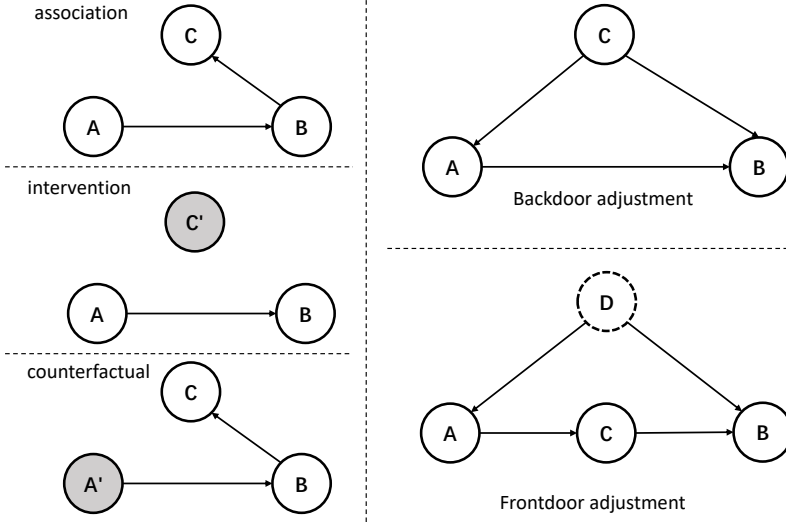 association
C
A
B
intervention
C'
A
B
counterfactual
C
A'
B
C
A
B
Backdoor adjustment
D
A
C
B
Frontdoor adjustment